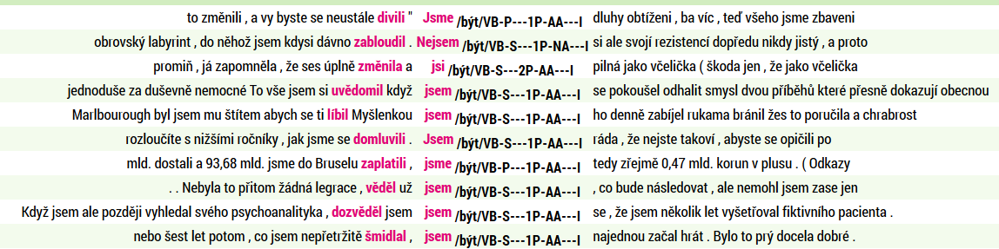 to změnili , a vy byste se neustále divili " Jsme /být/VB-P---1P-AA---I dluhy obtíženi , ba víc , teď všeho jsme zbaveni
obrovský labyrint , do něhož jsem kdysi dávno zabloudil . Nejsem /být/VB-S---1P-NA---I si ale svojí rezistencí dopředu nikdy jistý , a proto
promiň , já zapomněla , že ses úplně změnila a jsi /být/VB-S---2P-AA---I pilná jako včelička ( škoda jen , že jako včelička
jednoduše za duševně nemocné To vše jsem si uvědomil když jsem /být/VB-S---1P-AA---I se pokoušel odhalit smysl dvou příběhů které přesně dokazují obecnou
Marlbourough byl jsem mu štítem abych se ti líbil Myšlenkou jsem /být/VB-S---1P-AA---I ho denně zabíjel rukama bránil žes to poručila a chrabrost
rozloučíte s nižšími ročníky , jak jsme se domluvili . Jsem /být/VB-S---1P-AA---I ráda , že nejste takoví , abyste se opičili po
mld. dostali a 93,68 mld. jsme do Bruselu zaplatili , jsme /být/VB-P---1P-AA---I tedy zřejmě 0,47 mld. korun v plusu . ( Odkazy
. . Nebyla to přitom žádná legrace , věděl už jsem /být/VB-S---1P-AA---I , co bude následovat , ale nemohl jsem zase jen
Když jsem ale později vyhledal svého psychoanalityka , dozvěděl jsem jsem /být/VB-S---1P-AA---I se , že jsem několik let vyšetřoval fiktivního pacienta .
nebo šest let potom , co jsem nepřetržitě šmidlal , jsem /být/VB-S---1P-AA---I najednou začal hrát . Bylo to prý docela dobré .